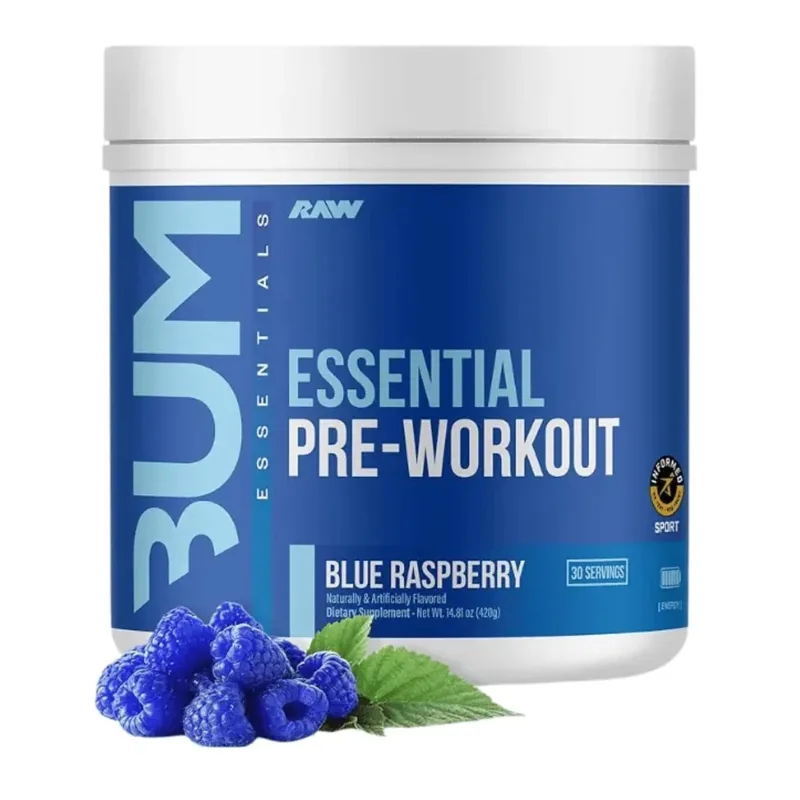 BUM
ESSENTIALS
RAW
ESSENTIAL
PRE-WORKOUT
INFORMED
SPORT
BLUE RASPBERRY
30 SERVINGS
Naturally & Artificially Flavored
Dietary Supplement - Net Wt. 14.81 oz (420g)
[ENERGY]